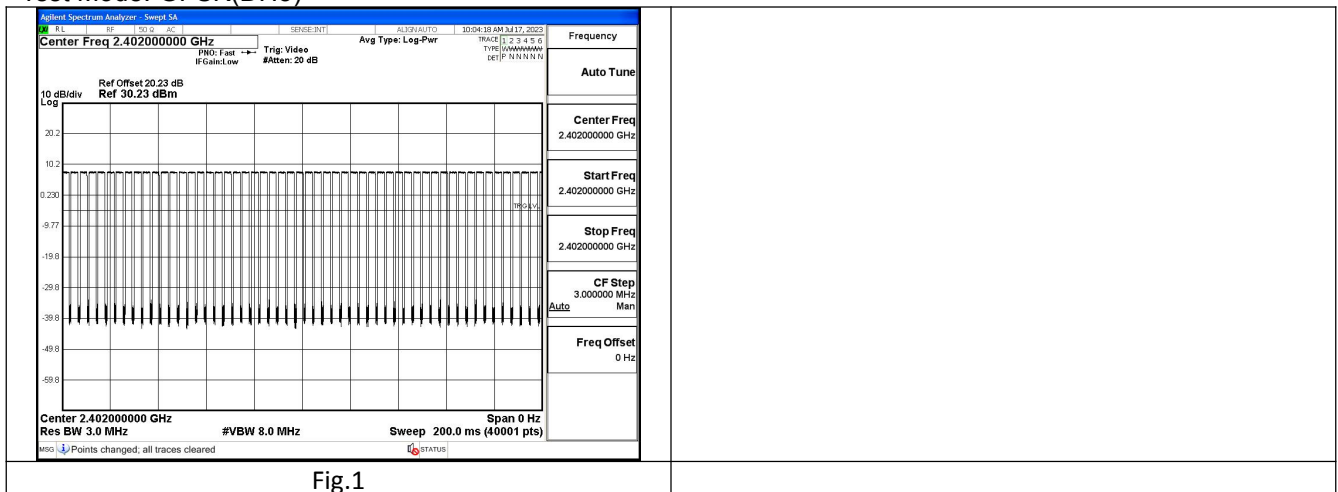 Agilent Spectrum Analyzer - Swept SA
RL RF 50 Ω AC SENSE:INT ALIGNAUTO 10:04:18 AM Jul 17, 2023
Center Freq 2.402000000 GHz
PNO: Fast
IFGain:Low
Trig: Video
#Atten: 20 dB
Avg Type: Log-Pwr
TRACE 1 2 3 4 5 6
TYPE
DET P N N N N N
Frequency
Auto Tune
Ref Offset 20.23 dB
10 dB/div Ref 30.23 dBm
Log
20.2
10.2
0.230
-9.77
-19.8
-29.8
-39.8
-49.8
-59.8
TRIG LVL
Center Freq
2.402000000 GHz
Start Freq
2.402000000 GHz
Stop Freq
2.402000000 GHz
CF Step
3.000000 MHz
Auto Man
Freq Offset
0 Hz
Center 2.402000000 GHz Span 0 Hz
Res BW 3.0 MHz #VBW 8.0 MHz Sweep 200.0 ms (40001 pts)
MSG Points changed; all traces cleared STATUS
Fig.1